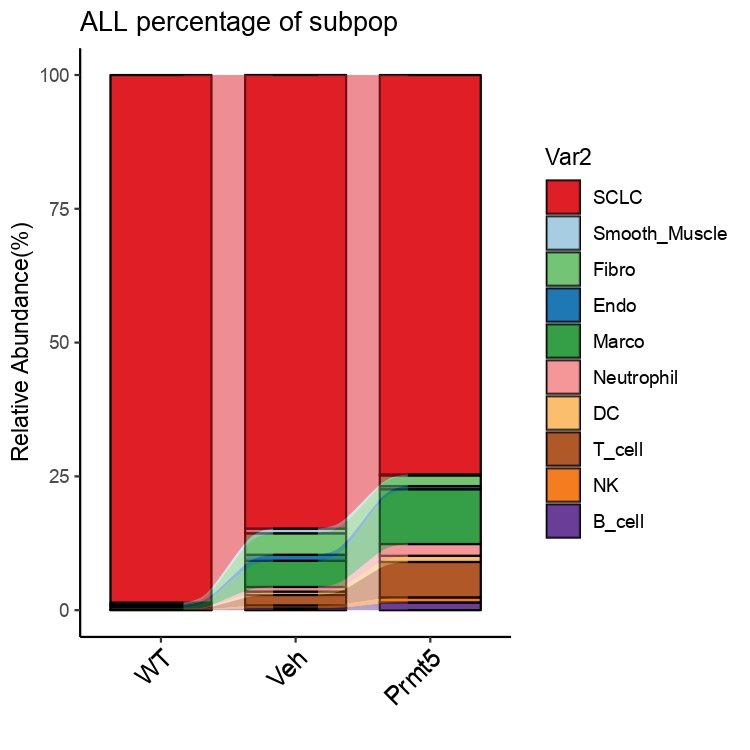 ALL percentage of subpop
Relative Abundance(%)
100
75
50
25
0
WT
Veh
Prmt5
Var2
SCLC
Smooth_Muscle
Fibro
Endo
Marco
Neutrophil
DC
T_cell
NK
B_cell